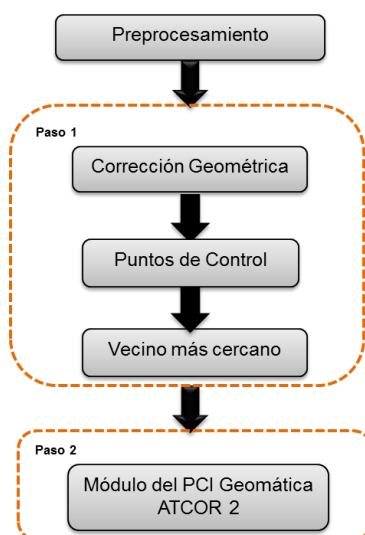 Preprocesamiento
Paso 1
Corrección Geométrica
Puntos de Control
Vecino más cercano
Paso 2
Módulo del PCI Geomática
ATCOR 2